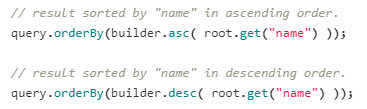 // result sorted by "name" in ascending order.
query.orderBy(builder.asc( root.get("name") ));
// result sorted by "name" in descending order.
query.orderBy(builder.desc( root.get("name") ));